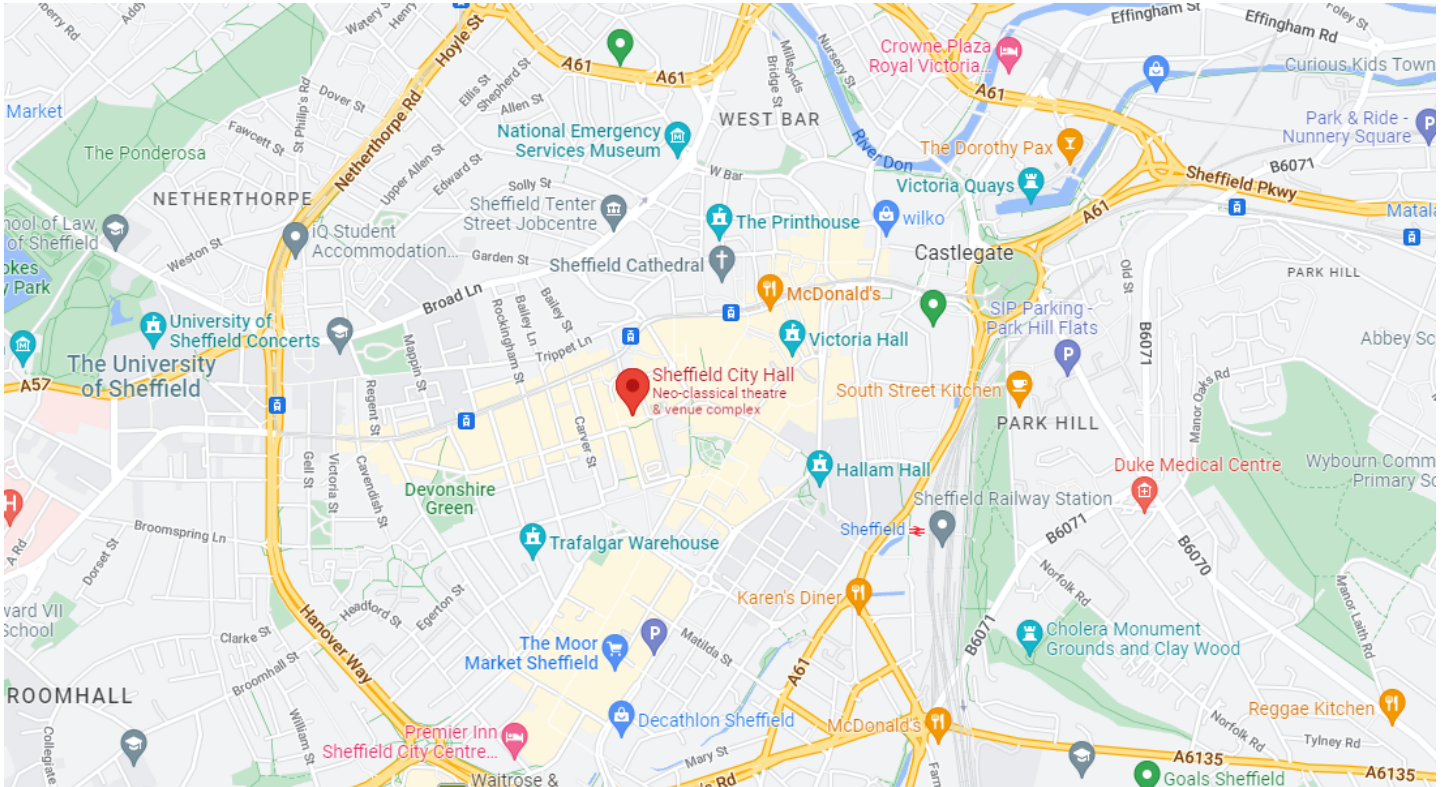 Effingham St
Effingham Rd
Foley St
Hoyle St
Crowne Plaza
Royal Victoria...
Nursery St
Millsands
Bridge St
A61
A61
A61
Curious Kids Town
Ellis St
Shepherd St
Allen St
Dover St
St Philip's Rd
Market
WEST BAR
Park & Ride -
Nunnery Square
Fawcett St
National Emergency
Services Museum
The Dorothy Pax
River Don
B6071
The Ponderosa
Netherthorpe Rd
Upper Allen St
Edward St
W Bar
Solly St
Victoria Quays
Sheffield Pkwy
NETHERTHORPE
Sheffield Tenter
Street Jobcentre
The Printhouse
wilko
A61
hool of Law,
of Sheffield
iQ Student
Accommodation...
Weston St
Garden St
Sheffield Cathedral
Castlegate
PARK HILL
Broad Ln
McDonald's
Old St
SIP Parking -
Park Hill Flats
University of
Sheffield Concerts
Bailey St
Bailey Ln
Rockingham St
Trippet Ln
Mappin St
Victoria Hall
B6071
The University
of Sheffield
A57
Sheffield City Hall
Neo-classical theatre
& venue complex
South Street Kitchen
Regent St
Manor Oaks Rd
PARK HILL
Carver St
Gell St
Victoria St
Cavendish St
Hallam Hall
Duke Medical Centre
Devonshire
Green
Sheffield Railway Station
H
Broomspring Ln
Sheffield
Trafalgar Warehouse
B6071
B6070
Dorset St
A Rd
Norfolk Rd
Karen's Diner
Headford St
Egerton St
Hanover Way
Manor Laith Rd
Clarke St
The Moor
Market Sheffield
P
Matilda St
B6071
Cholera Monument
Grounds and Clay Wood
Broomhall St
ROOMHALL
A61
William St
Decathlon Sheffield
McDonald's
Reggae Kitchen
Norfolk Rd
Tylney Rd
Premier Inn
Sheffield City Centre...
Collegiate
Mary St
A6135
A6135
Waitrose &
Goals Sheffield